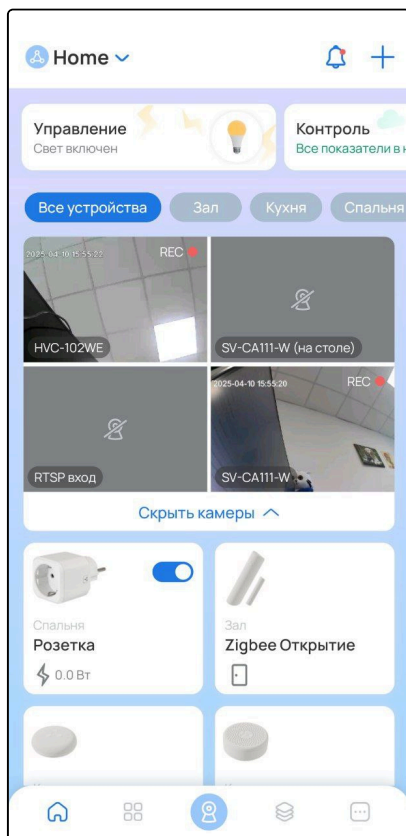 Home
Управление
Свет включен
Контроль
Все показатели в н
Все устройства
Зал
Кухня
Спальня
2025-04-10 15:55:22
REC
HVC-102WE
SV-CA111-W (на столе)
RTSP вход
2025-04-10 15:55:20
REC
SV-CA111-W
Скрыть камеры
Спальня
Розетка
0.0 Вт
Зал
Zigbee Открытие